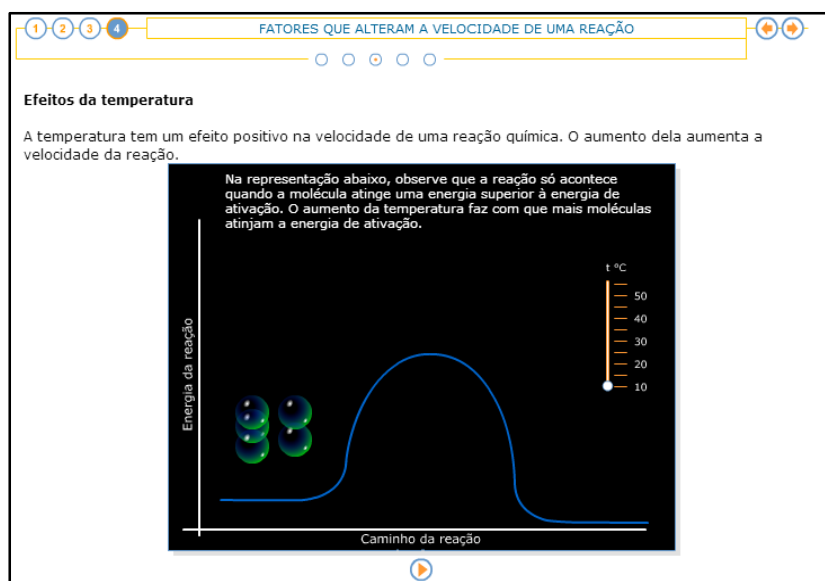 1 2 3 4 FATORES QUE ALTERAM A VELOCIDADE DE UMA REAÇÃO
Efeitos da temperatura
A temperatura tem um efeito positivo na velocidade de uma reação química. O aumento dela aumenta a
velocidade da reação.
Na representação abaixo, observe que a reação só acontece
quando a molécula atinge uma energia superior à energia de
ativação. O aumento da temperatura faz com que mais moléculas
atinjam a energia de ativação.
t °C
50
40
30
20
10
Energia da reação
Caminho da reação